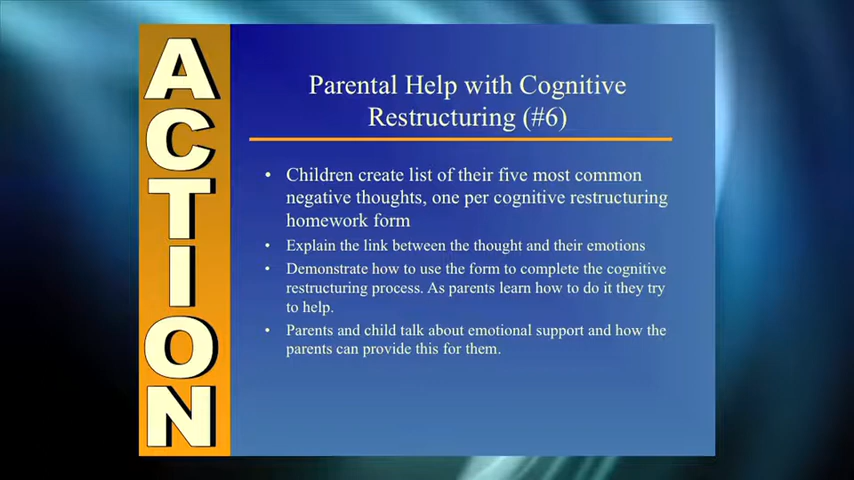 ACTION
Parental Help with Cognitive
Restructuring (#6)
• Children create list of their five most common
negative thoughts, one per cognitive restructuring
homework form
• Explain the link between the thought and their emotions
• Demonstrate how to use the form to complete the cognitive
restructuring process. As parents learn how to do it they try
to help.
• Parents and child talk about emotional support and how the
parents can provide this for them.